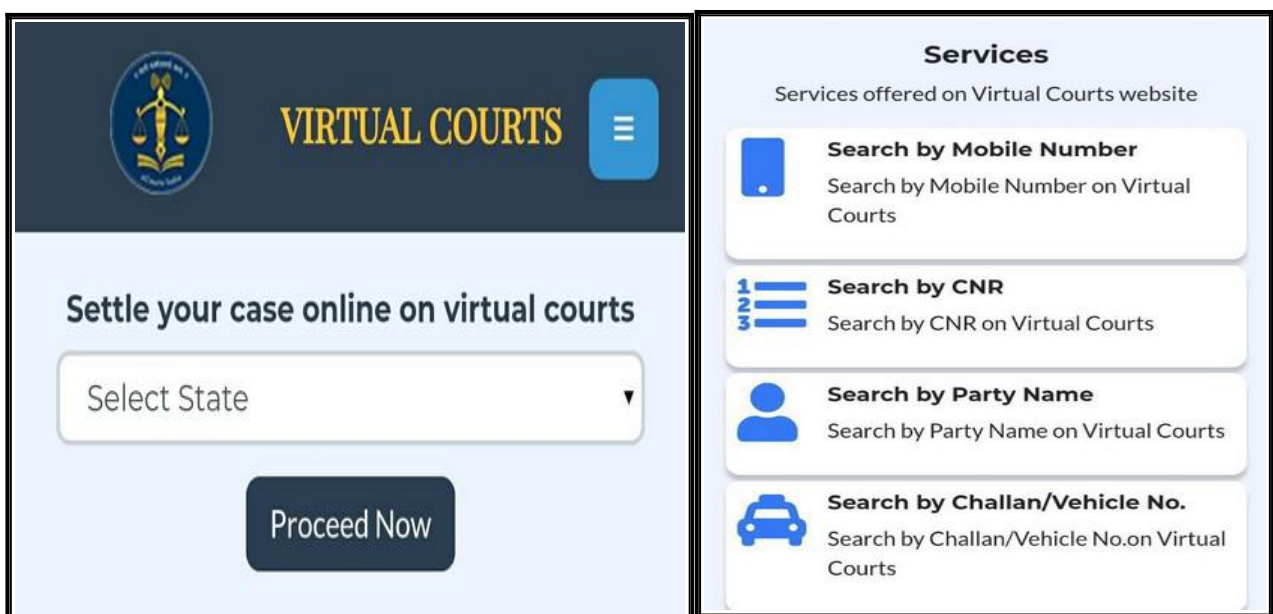 VIRTUAL COURTS
Settle your case online on virtual courts
Select State
Proceed Now
Services
Services offered on Virtual Courts website
Search by Mobile Number
Search by Mobile Number on Virtual
Courts
1
2
3
Search by CNR
Search by CNR on Virtual Courts
Search by Party Name
Search by Party Name on Virtual Courts
Search by Challan/Vehicle No.
Search by Challan/Vehicle No.on Virtual
Courts